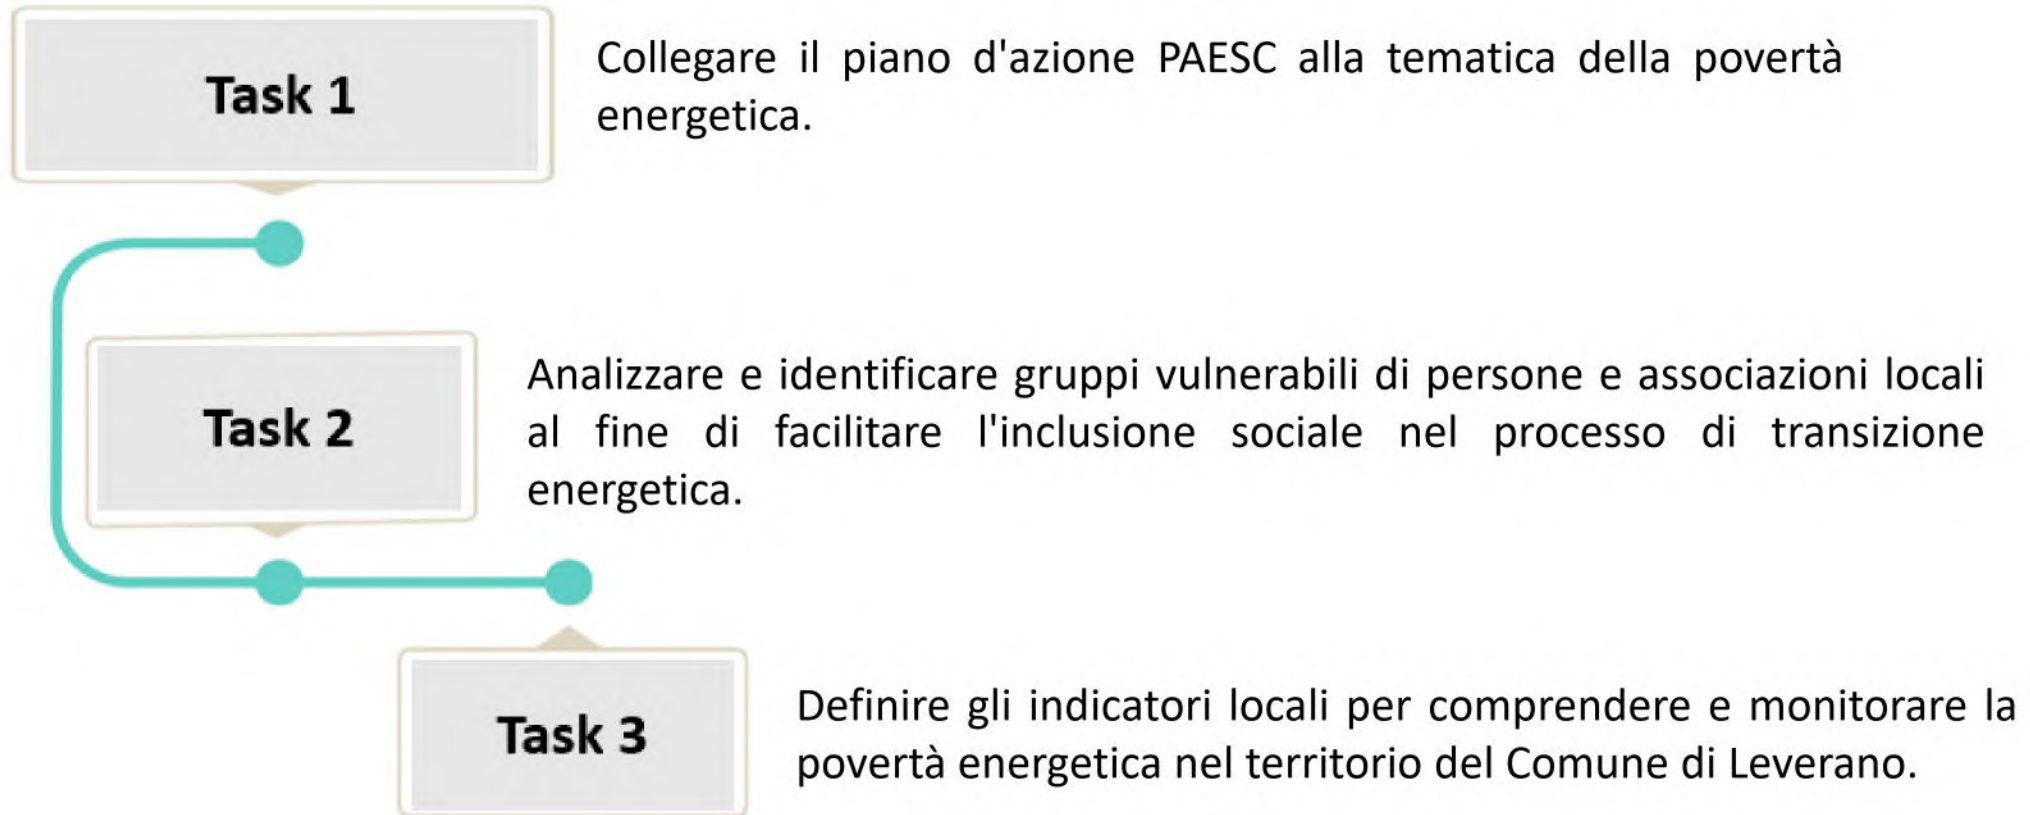 Task 1
Collegare il piano d'azione PAESC alla tematica della povertà
energetica.
Task 2
Analizzare e identificare gruppi vulnerabili di persone e associazioni locali
al fine di facilitare l'inclusione sociale nel processo di transizione
energetica.
Task 3
Definire gli indicatori locali per comprendere e monitorare la
povertà energetica nel territorio del Comune di Leverano.